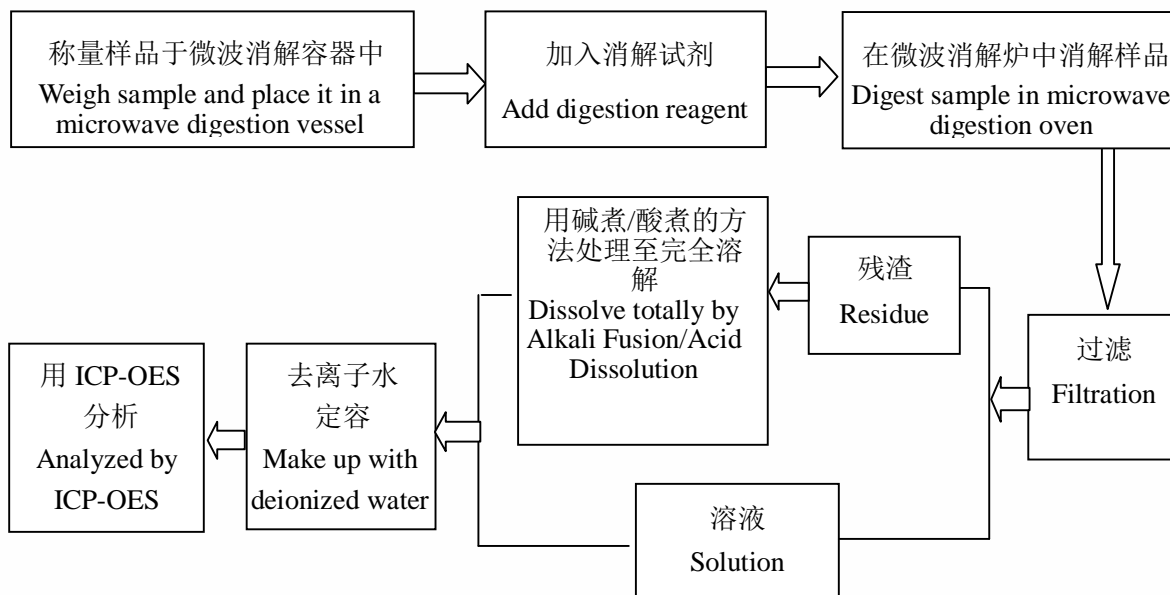 称量样品于微波消解容器中
Weigh sample and place it in a
microwave digestion vessel
加入消解试剂
Add digestion reagent
在微波消解炉中消解样品
Digest sample in microwave
digestion oven
过滤
Filtration
残渣
Residue
用碱煮/酸煮的方
法处理至完全溶
解
Dissolve totally by
Alkali Fusion/Acid
Dissolution
溶液
Solution
去离子水
定容
Make up with
deionized water
用 ICP-OES
分析
Analyzed by
ICP-OES